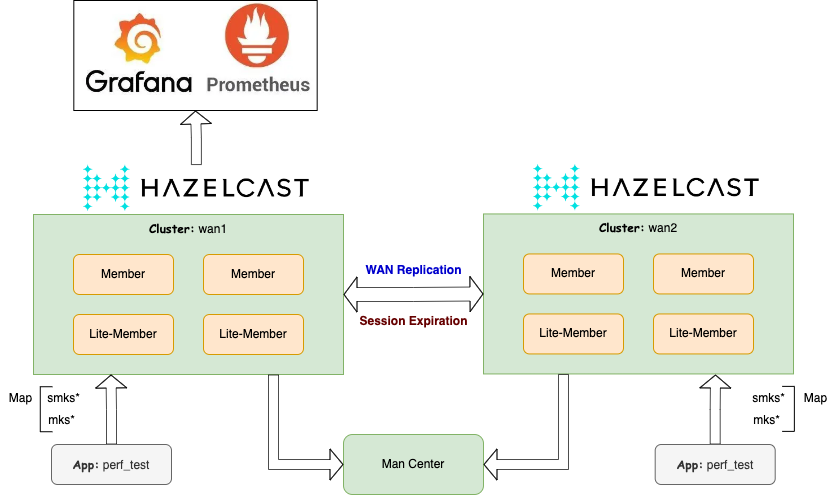 Grafana
Prometheus
HAZELCAST
HAZELCAST
Cluster: wan1
Cluster: wan2
Member
Member
Lite-Member
Lite-Member
WAN Replication
Session Expiration
Member
Member
Lite-Member
Lite-Member
Map
smks*
mks*
smks*
mks*
Map
App: perf_test
Man Center
App: perf_test